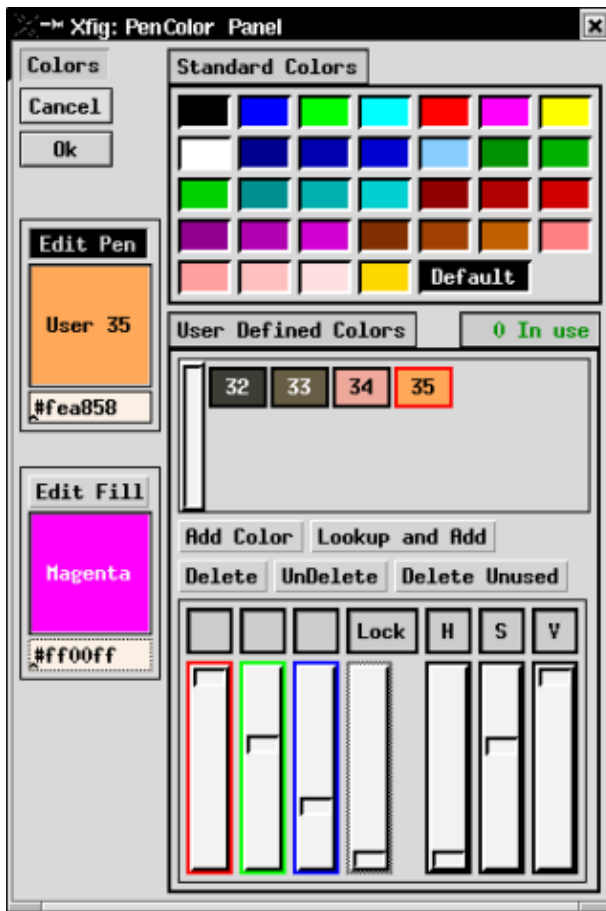 Xfig: PenColor Panel
Colors
Cancel
Ok
Standard Colors
Default
Edit Pen
User 35
#fea858
Edit Fill
Magenta
#ff00ff
User Defined Colors
0 In use
32 33 34 35
Add Color Lookup and Add
Delete UnDelete Delete Unused
Lock H S V